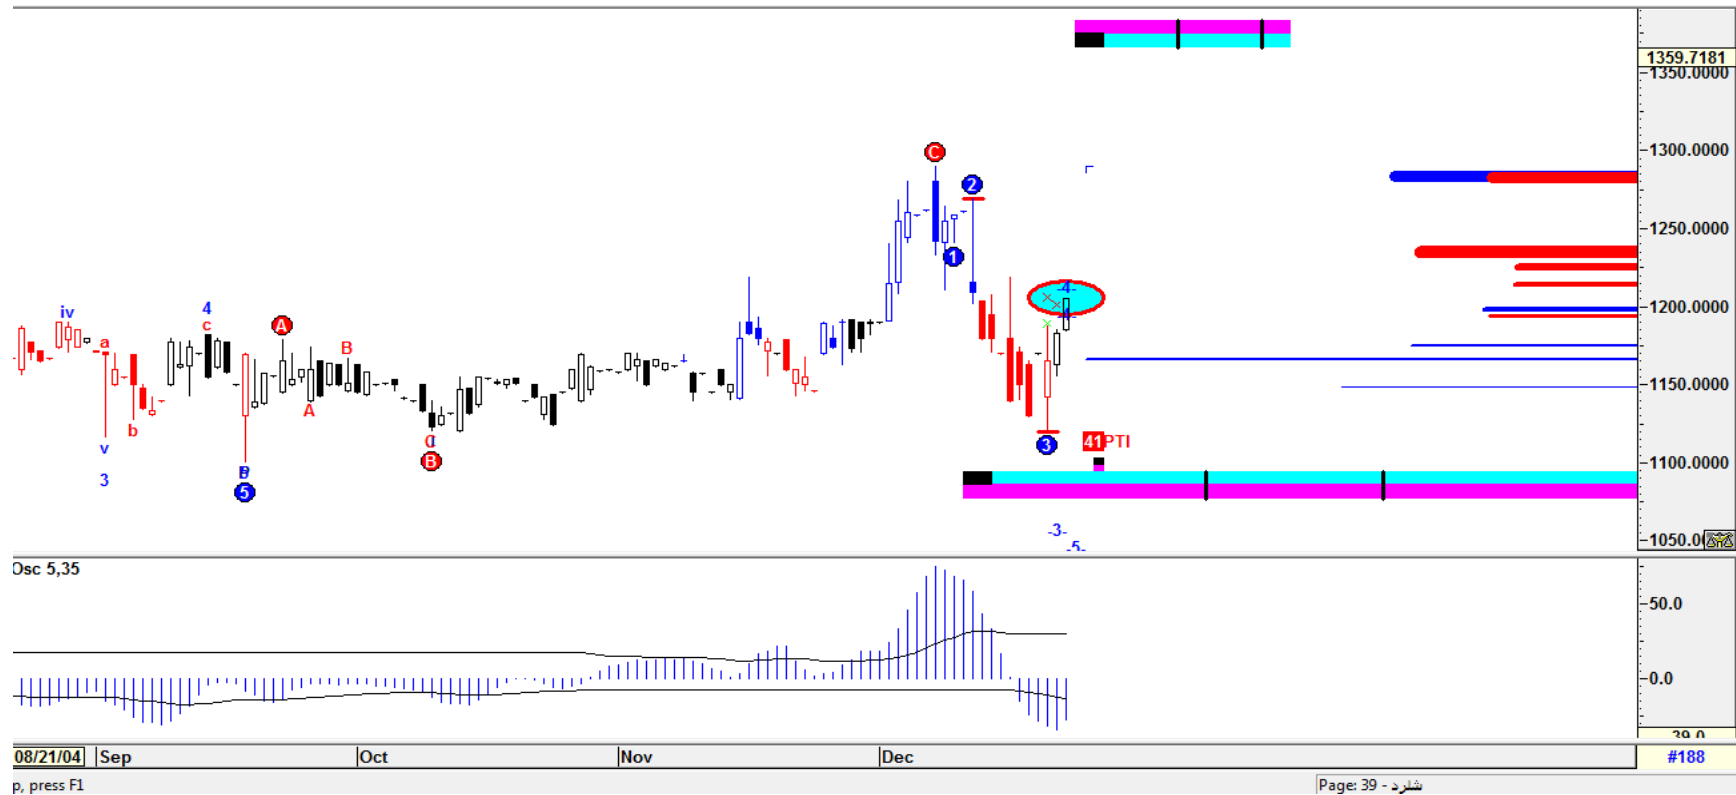 1359.7181
1350.0000
1300.0000
1250.0000
1200.0000
1150.0000
1100.0000
C
2
1
-4-
iv
4
c
a
A
B
A
b
v
3
5
C
B
3
41 PTI
-3-
-5-
Osc 5,35
50.0
0.0
08/21/04 Sep Oct Nov Dec #188
p, press F1
Page: 39 - شلرد